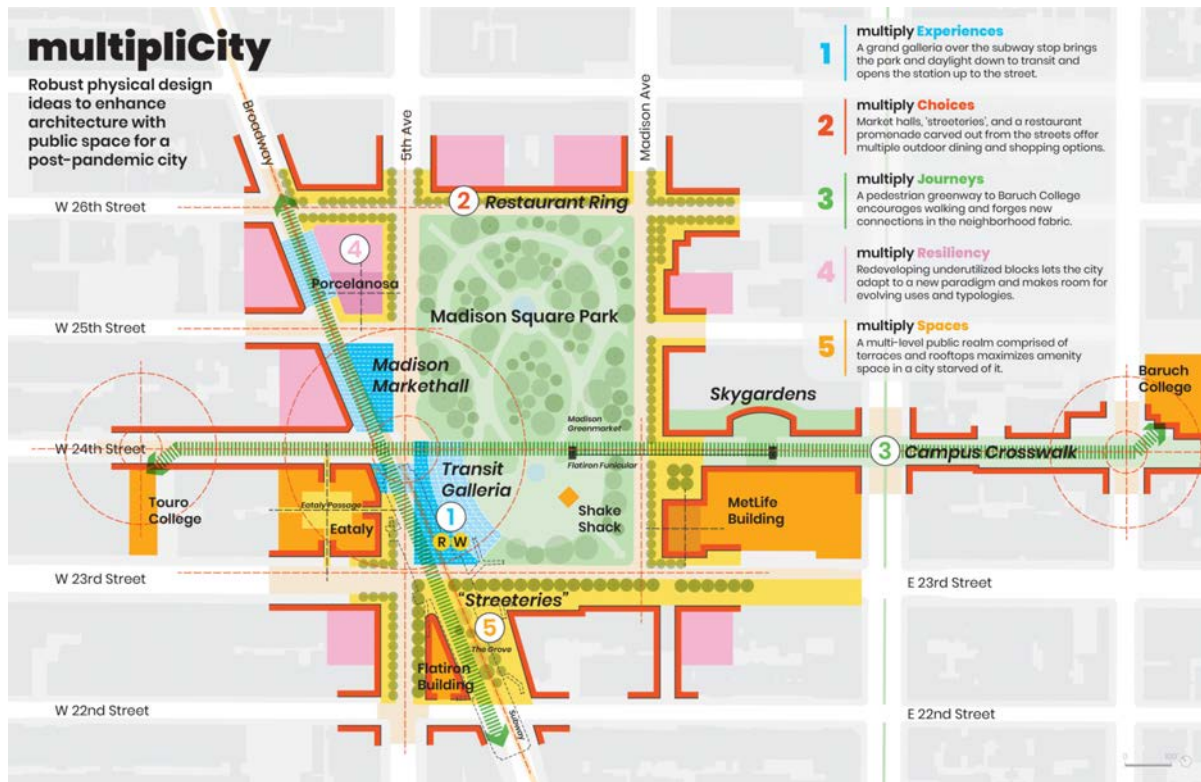 multipliCity
Robust physical design
ideas to enhance
architecture with
public space for a
post-pandemic city
1
multiply Experiences
A grand galleria over the subway stop brings
the park and daylight down to transit and
opens the station up to the street.
2
multiply Choices
Market halls, 'streeteries', and a restaurant
promenade carved out from the streets offer
multiple outdoor dining and shopping options.
3
multiply Journeys
A pedestrian greenway to Baruch College
encourages walking and forges new
connections in the neighborhood fabric.
4
multiply Resiliency
Redeveloping underutilized blocks lets the city
adapt to a new paradigm and makes room for
evolving uses and typologies.
5
multiply Spaces
A multi-level public realm comprised of
terraces and rooftops maximizes amenity
space in a city starved of it.
Broadway
5th Ave
Madison Ave
W 26th Street
2 Restaurant Ring
4
Porcelanosa
Madison Square Park
W 25th Street
Madison
Markethall
Skygardens
Baruch
College
Madison
Greenmarket
W 24th Street
3 Campus Crosswalk
Flatiron Funicular
Transit
Galleria
1
R W
Touro
College
Eataly Passage
Eataly
Shake
Shack
MetLife
Building
W 23rd Street
E 23rd Street
"Streeteries"
5
The Grove
Flatiron
Building
W 22nd Street
Subway
E 22nd Street
0